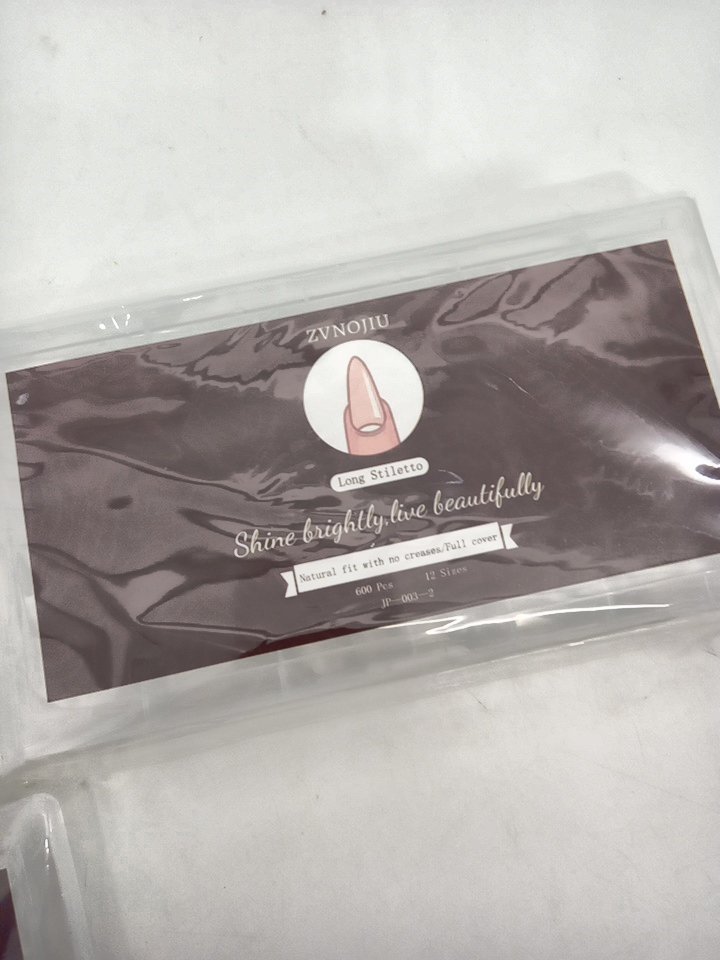 ZVNOJIU
Long Stiletto
Shine brightly,live beautifully
Natural fit with no creases/Full cover
600 Pcs 12 Sizes
JP—003—2